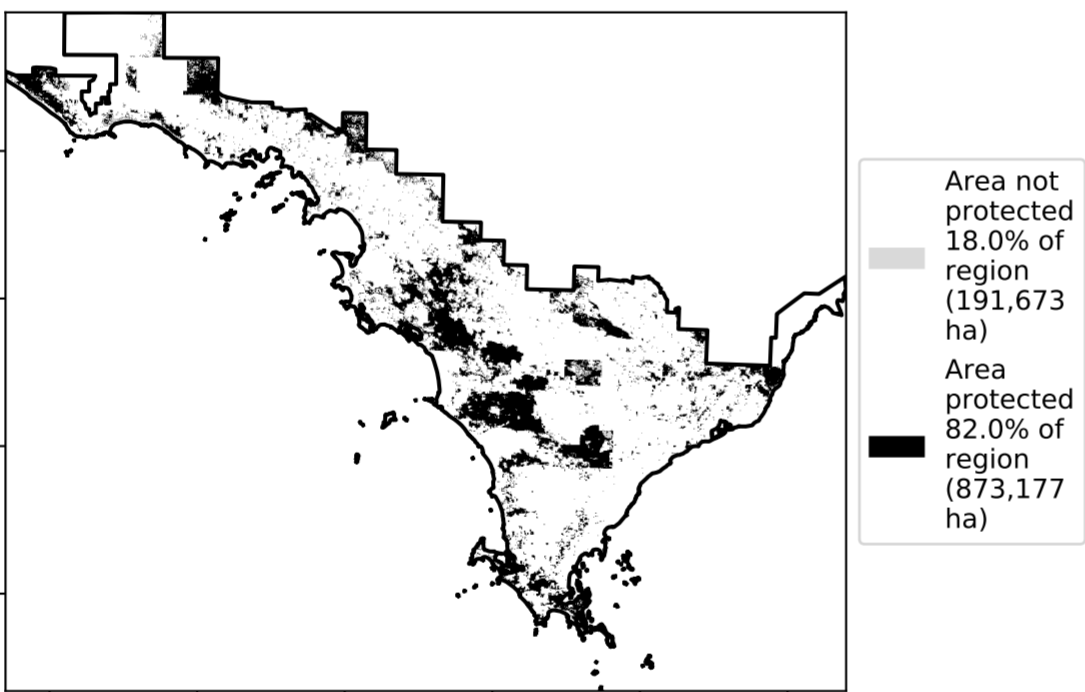 Area not
protected
18.0% of
region
(191,673
ha)
Area
protected
82.0% of
region
(873,177
ha)